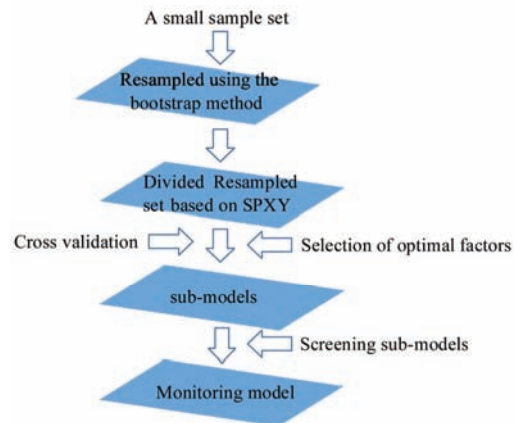 A small sample set
Resampled using the
bootstrap method
Divided Resampled
set based on SPXY
Cross validation
Selection of optimal factors
sub-models
Screening sub-models
Monitoring model